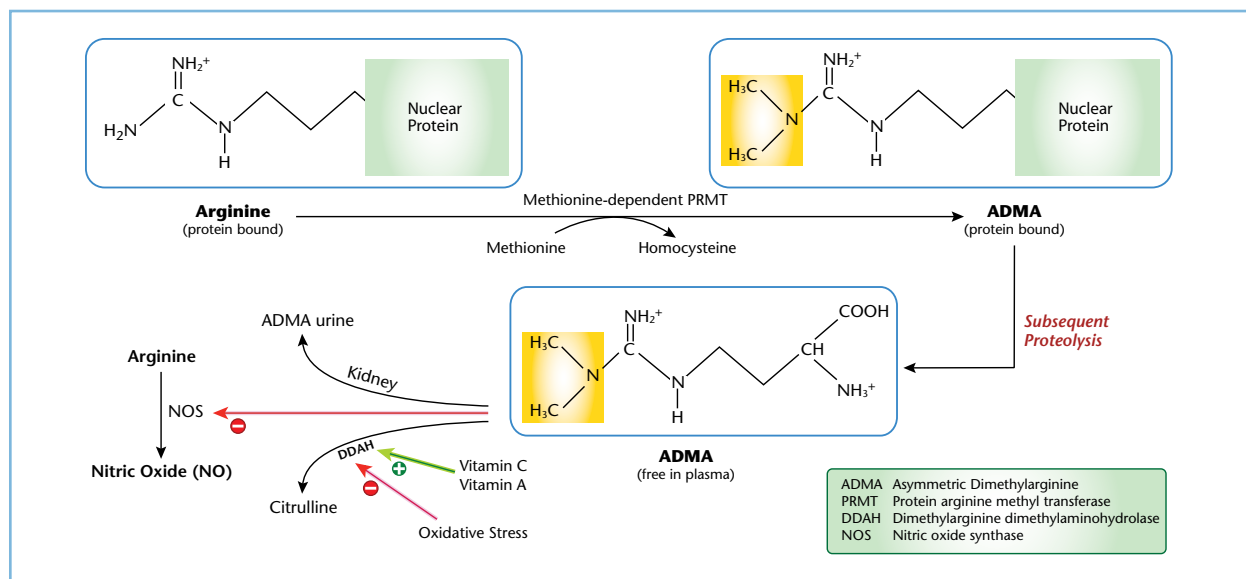 NH₂⁺
C
H₂N
N
H
Nuclear
Protein
Arginine
(protein bound)
H₃C
H₃C
N
NH₂⁺
C
N
H
Nuclear
Protein
ADMA
(protein bound)
Methionine-dependent PRMT
Methionine
Homocysteine
Subsequent
Proteolysis
H₃C
H₃C
N
NH₂⁺
C
N
H
COOH
CH
NH₃⁺
ADMA
(free in plasma)
ADMA urine
Kidney
Arginine
NOS
−
Nitric Oxide (NO)
DDAH
+
−
Vitamin C
Vitamin A
Citrulline
Oxidative Stress
ADMA Asymmetric Dimethylarginine
PRMT Protein arginine methyl transferase
DDAH Dimethylarginine dimethylaminohydrolase
NOS Nitric oxide synthase